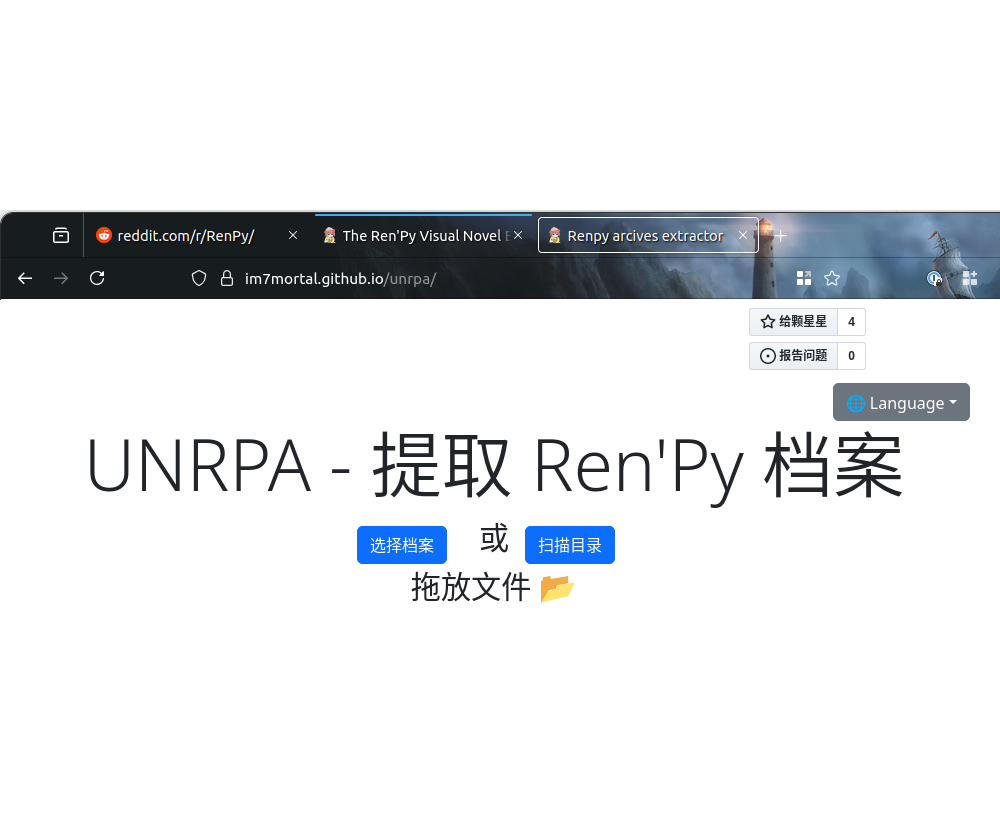 reddit.com/r/RenPy/
The Ren'Py Visual Novel E
Renpy arcives extractor
im7mortal.github.io/unrpa/
给颗星星 4
报告问题 0
Language
UNRPA - 提取 Ren'Py 档案
选择档案 或 扫描目录
拖放文件